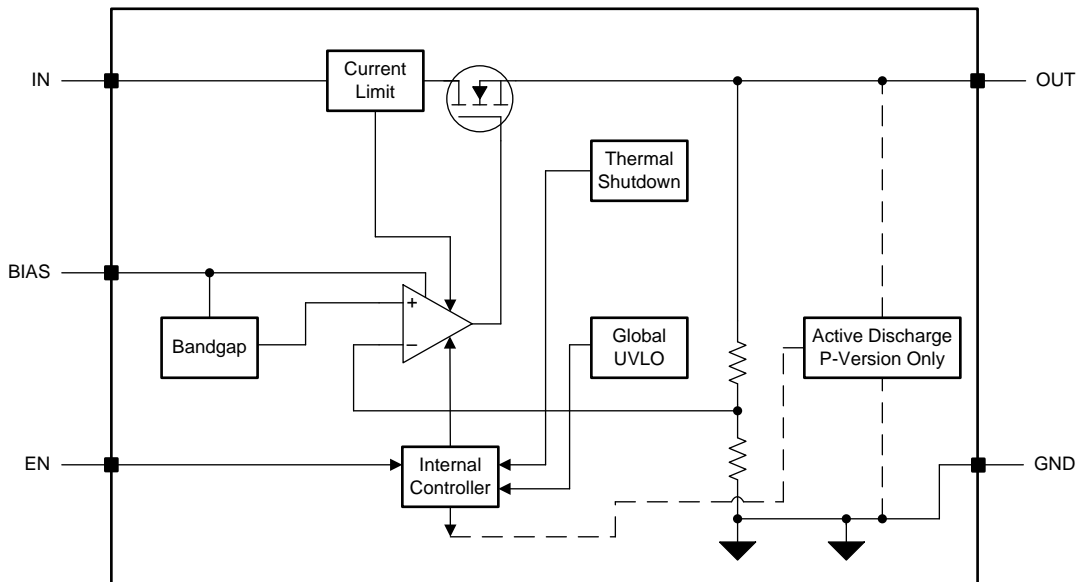 IN
Current
Limit
OUT
Thermal
Shutdown
BIAS
+
Bandgap
−
Global
UVLO
Active Discharge
P-Version Only
EN
Internal
Controller
GND